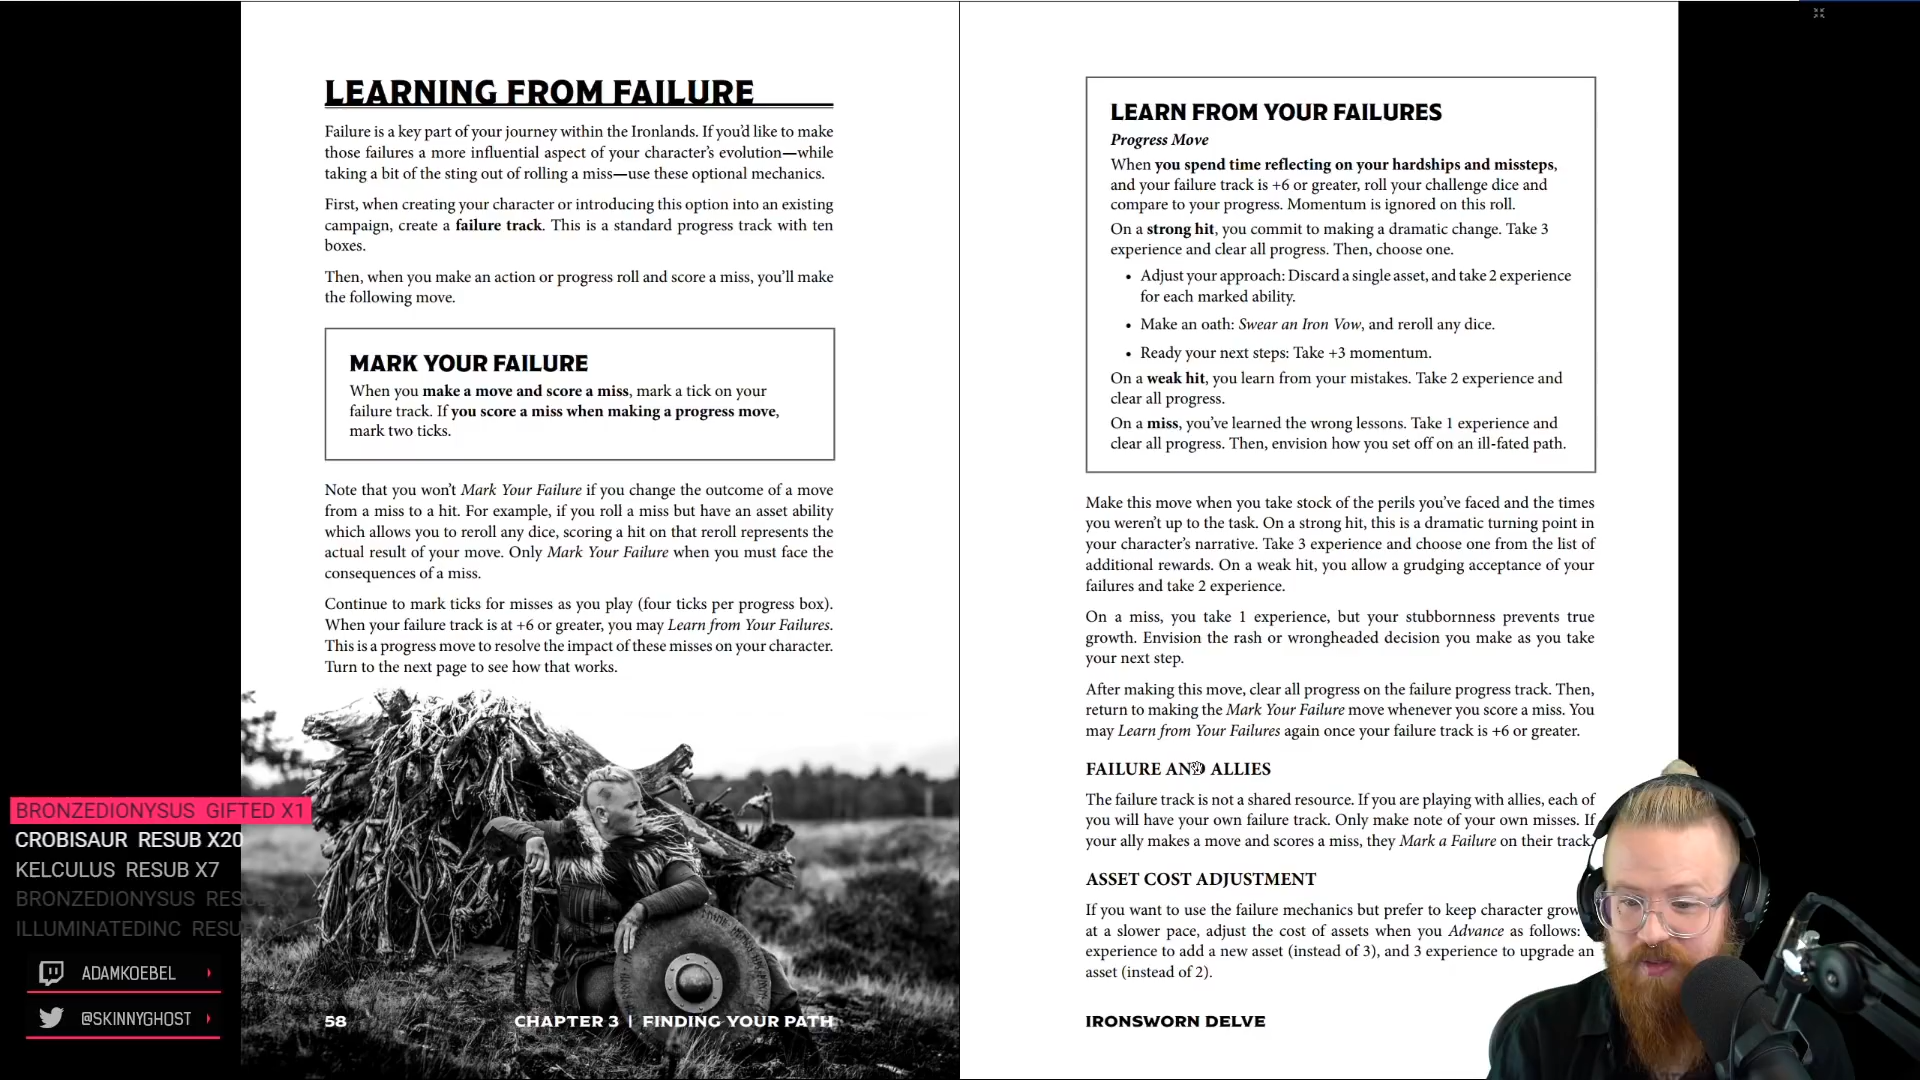 LEARNING FROM FAILURE
Failure is a key part of your journey within the Ironlands. If you'd like to make
those failures a more influential aspect of your character's evolution—while
taking a bit of the sting out of rolling a miss—use these optional mechanics.
First, when creating your character or introducing this option into an existing
campaign, create a failure track. This is a standard progress track with ten
boxes.
Then, when you make an action or progress roll and score a miss, you'll make
the following move.
MARK YOUR FAILURE
When you make a move and score a miss, mark a tick on your
failure track. If you score a miss when making a progress move,
mark two ticks.
Note that you won't Mark Your Failure if you change the outcome of a move
from a miss to a hit. For example, if you roll a miss but have an asset ability
which allows you to reroll any dice, scoring a hit on that reroll represents the
actual result of your move. Only Mark Your Failure when you must face the
consequences of a miss.
Continue to mark ticks for misses as you play (four ticks per progress box).
When your failure track is at +6 or greater, you may Learn from Your Failures.
This is a progress move to resolve the impact of these misses on your character.
Turn to the next page to see how that works.
58
CHAPTER 3 | FINDING YOUR PATH
LEARN FROM YOUR FAILURES
Progress Move
When you spend time reflecting on your hardships and missteps,
and your failure track is +6 or greater, roll your challenge dice and
compare to your progress. Momentum is ignored on this roll.
On a strong hit, you commit to making a dramatic change. Take 3
experience and clear all progress. Then, choose one.
• Adjust your approach: Discard a single asset, and take 2 experience
for each marked ability.
• Make an oath: Swear an Iron Vow, and reroll any dice.
• Ready your next steps: Take +3 momentum.
On a weak hit, you learn from your mistakes. Take 2 experience and
clear all progress.
On a miss, you've learned the wrong lessons. Take 1 experience and
clear all progress. Then, envision how you set off on an ill-fated path.
Make this move when you take stock of the perils you've faced and the times
you weren't up to the task. On a strong hit, this is a dramatic turning point in
your character's narrative. Take 3 experience and choose one from the list of
additional rewards. On a weak hit, you allow a grudging acceptance of your
failures and take 2 experience.
On a miss, you take 1 experience, but your stubbornness prevents true
growth. Envision the rash or wrongheaded decision you make as you take
your next step.
After making this move, clear all progress on the failure progress track. Then,
return to making the Mark Your Failure move whenever you score a miss. You
may Learn from Your Failures again once your failure track is +6 or greater.
FAILURE AND ALLIES
The failure track is not a shared resource. If you are playing with allies, each of
you will have your own failure track. Only make note of your own misses. If
your ally makes a move and scores a miss, they Mark a Failure on their track.
ASSET COST ADJUSTMENT
If you want to use the failure mechanics but prefer to keep character
at a slower pace, adjust the cost of assets when you Advance as follows:
experience to add a new asset (instead of 3), and 3 experience to upgrade an
asset (instead of 2).
IRONSWORN DELVE
BRONZEDIONYSUS GIFTED X1
CROBISAUR RESUB X20
KELCULUS RESUB X7
BRONZEDIONYSUS
ILLUMINATEDINC
ADAMKOEBEL
@SKINNYGHOST